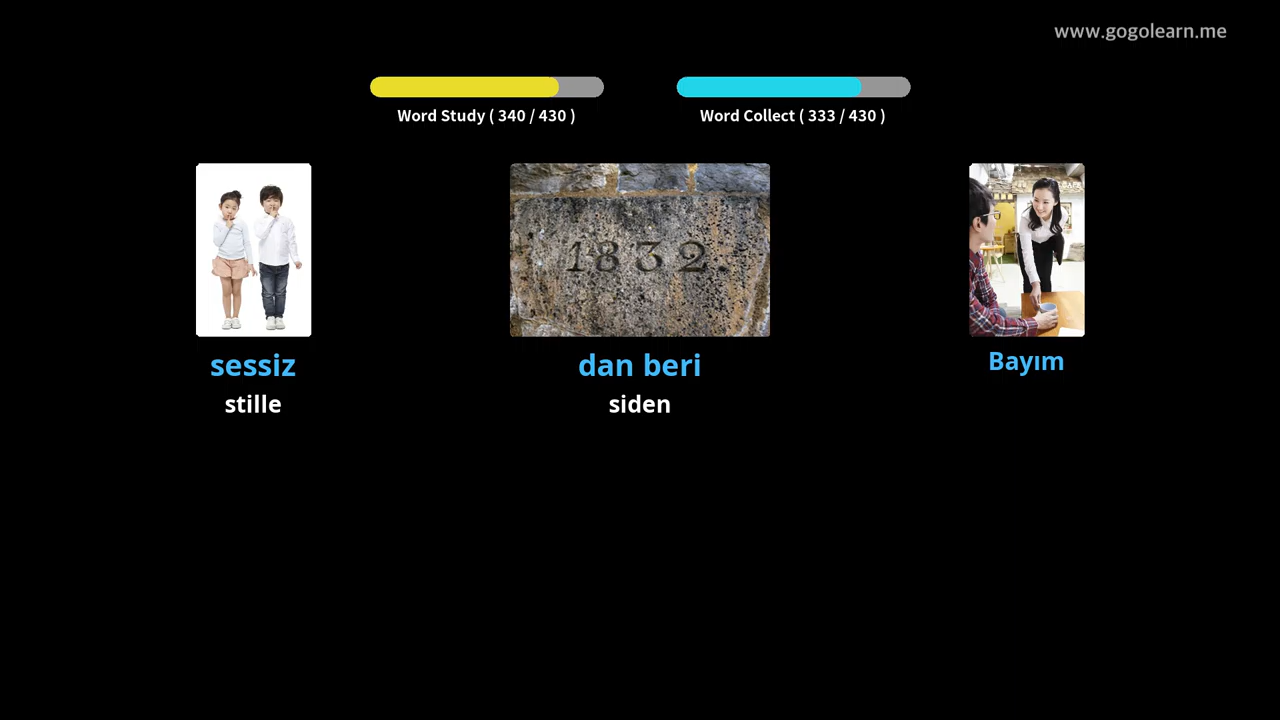 www.gogolearn.me
Word Study ( 340 / 430 )
Word Collect ( 333 / 430 )
1832.
sessiz
dan beri
Bayım
stille
siden